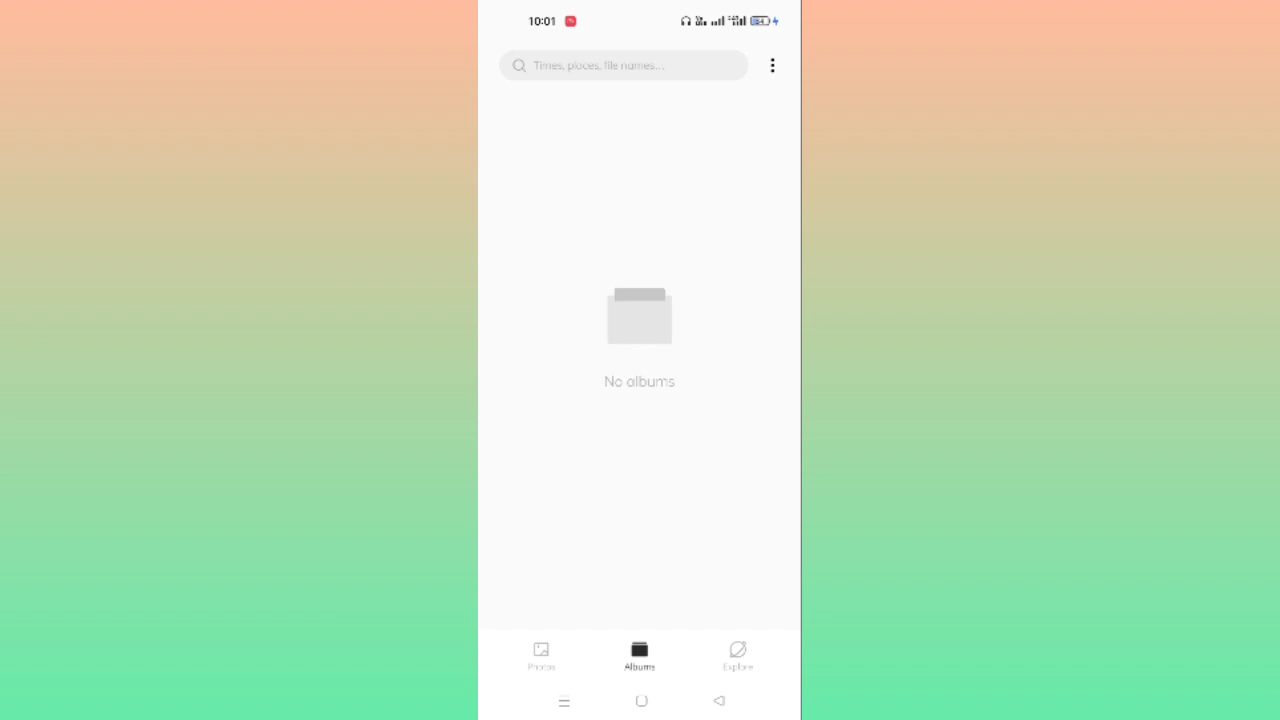 10:01
Times, places, file names...
No albums
Photos
Albums
Explore